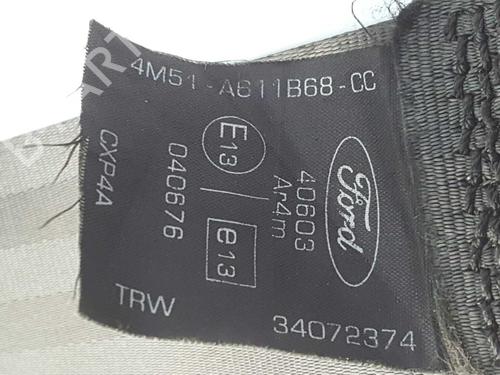 4M51-A611B68-CC
Ford
40603
Ar4m
E13
040676
e13
CXP4A
TRW
34072374